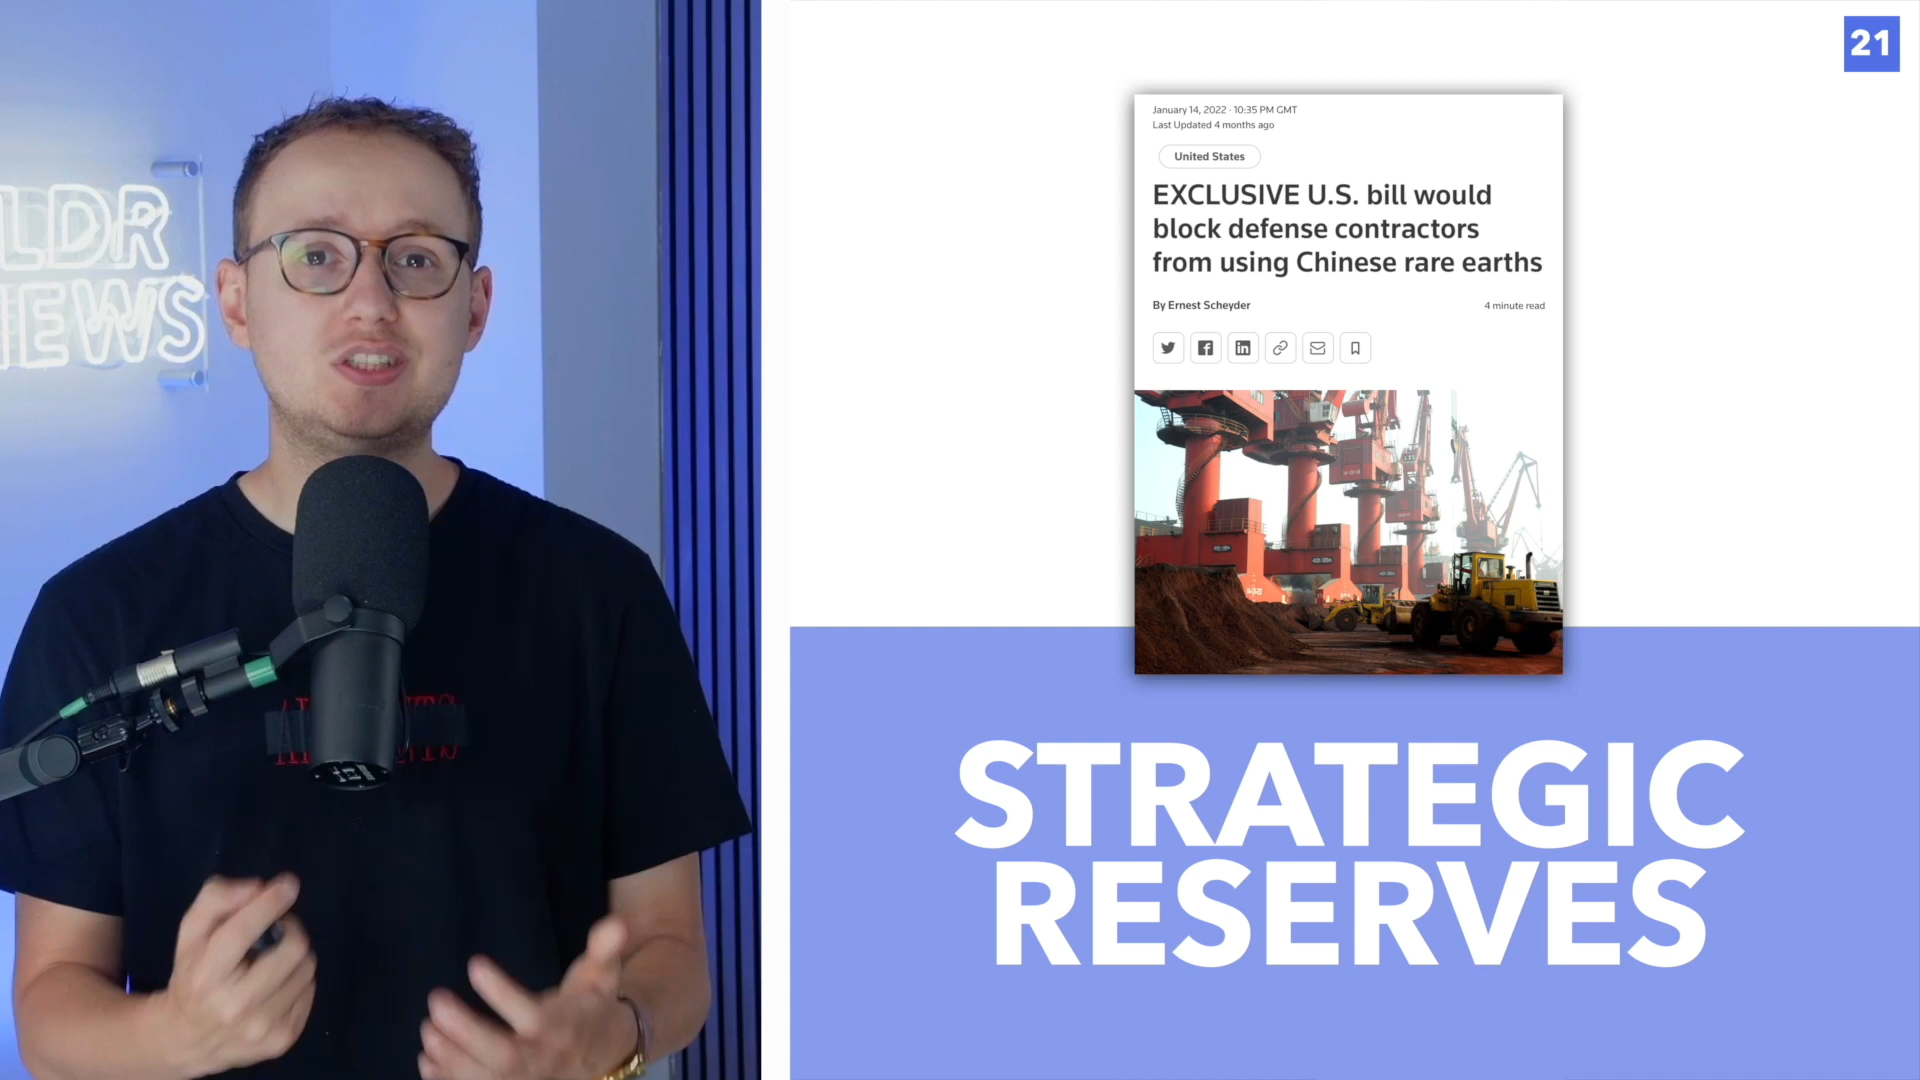 LDR
EWS
21
January 14, 2022 · 10:35 PM GMT
Last Updated 4 months ago
United States
EXCLUSIVE U.S. bill would
block defense contractors
from using Chinese rare earths
By Ernest Scheyder
4 minute read
STRATEGIC
RESERVES